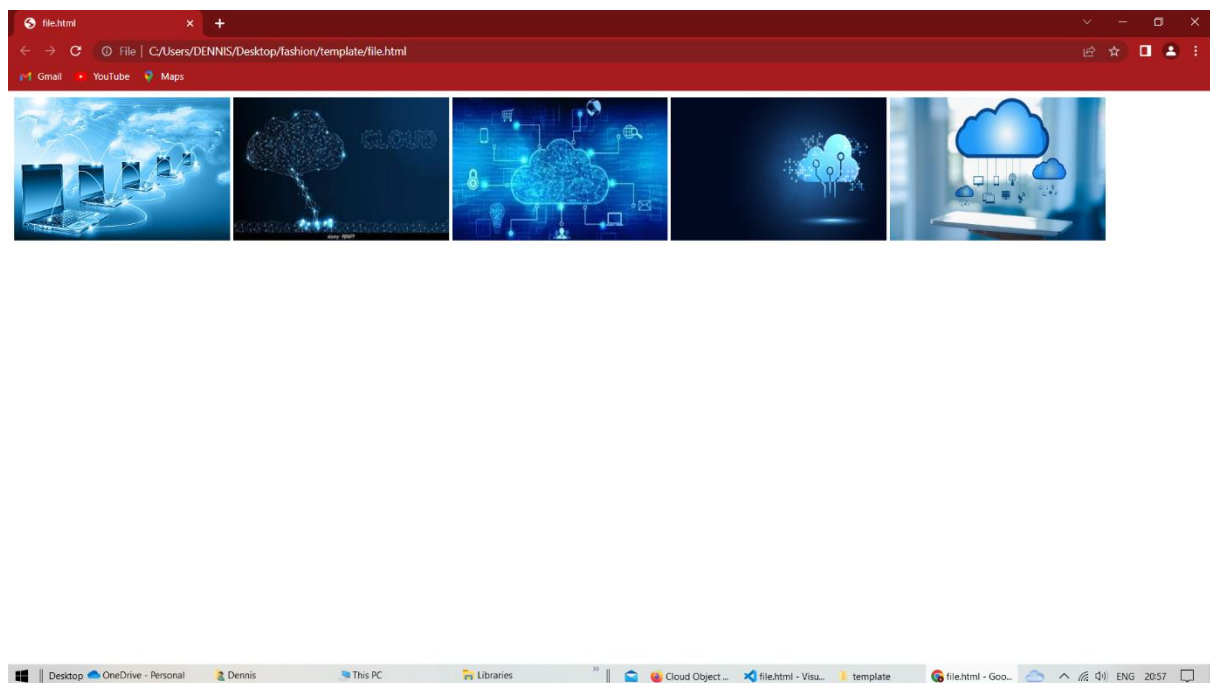 file.html
File | C:/Users/DENNIS/Desktop/fashion/template/file.html
Gmail YouTube Maps
CLOUD
Desktop OneDrive - Personal Dennis This PC Libraries Cloud Object ... file.html - Visu... template file.html - Goo... ENG 20:57